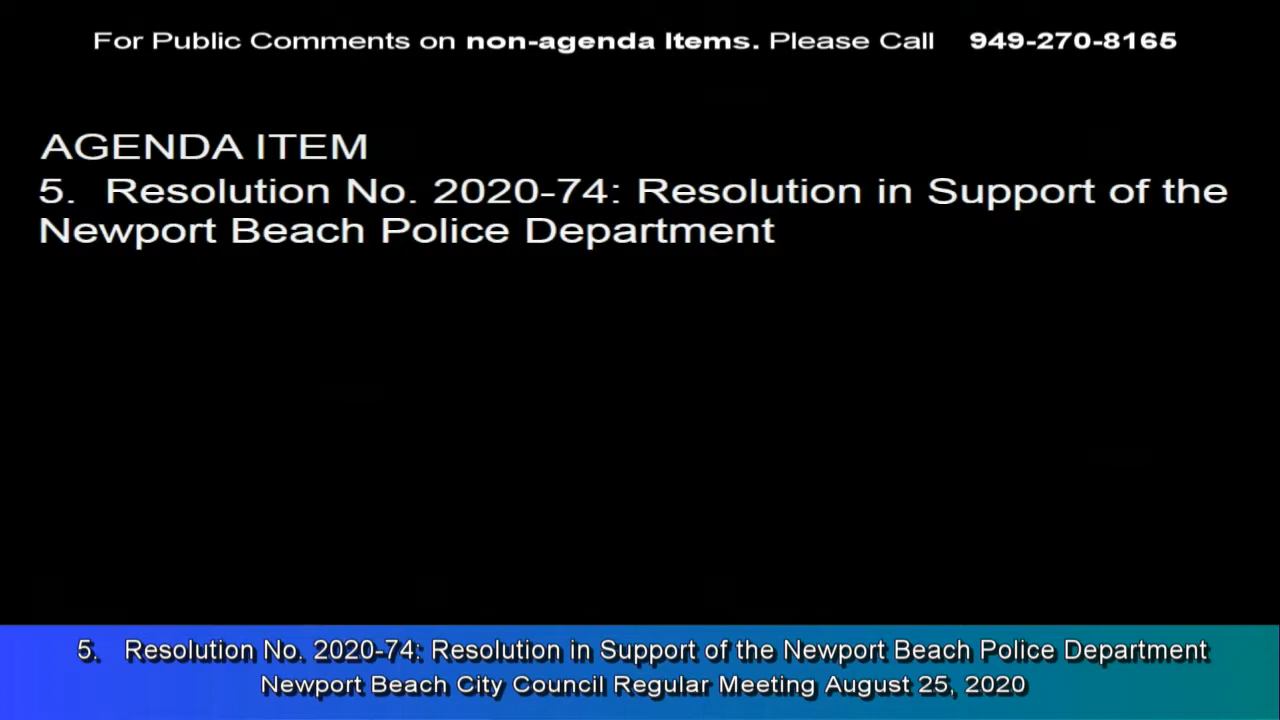 For Public Comments on non-agenda Items. Please Call 949-270-8165
AGENDA ITEM
5. Resolution No. 2020-74: Resolution in Support of the
Newport Beach Police Department
5. Resolution No. 2020-74: Resolution in Support of the Newport Beach Police Department
Newport Beach City Council Regular Meeting August 25, 2020